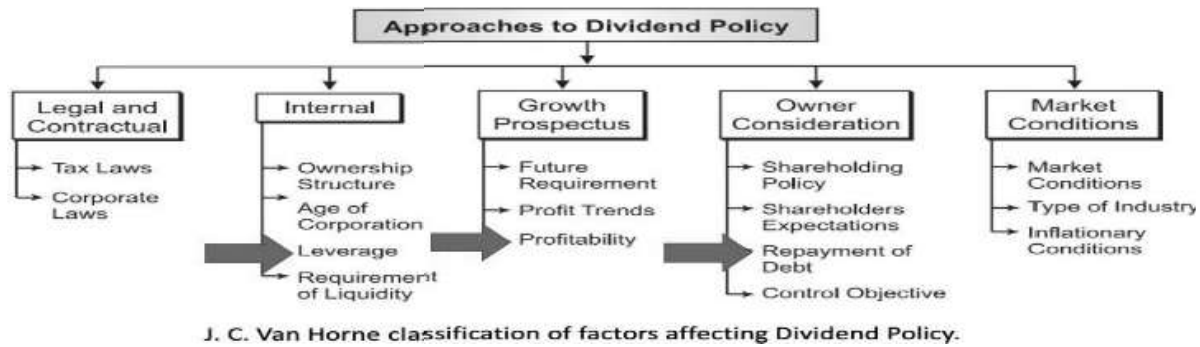 Approaches to Dividend Policy
Legal and
Contractual
Tax Laws
Corporate
Laws
Internal
Ownership
Structure
Age of
Corporation
Leverage
Requirement
of Liquidity
Growth
Prospectus
Future
Requirement
Profit Trends
Profitability
Owner
Consideration
Shareholding
Policy
Shareholders
Expectations
Repayment of
Debt
Control Objective
Market
Conditions
Market
Conditions
Type of Industry
Inflationary
Conditions
J. C. Van Horne classification of factors affecting Dividend Policy.